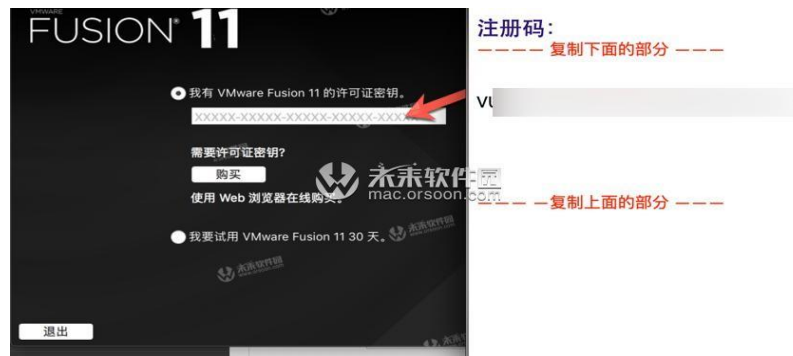 VMWARE
FUSION® 11
我有 VMware Fusion 11 的许可证密钥。
XXXXX-XXXXX-XXXXX-XXXXX-XXXXX
需要许可证密钥?
购买
使用 Web 浏览器在线购买。
我要试用 VMware Fusion 11 30 天。
退出
未来软件园
mac.orsoon.com
注册码:
———— 复制下面的部分 ———
———— 复制上面的部分 ———